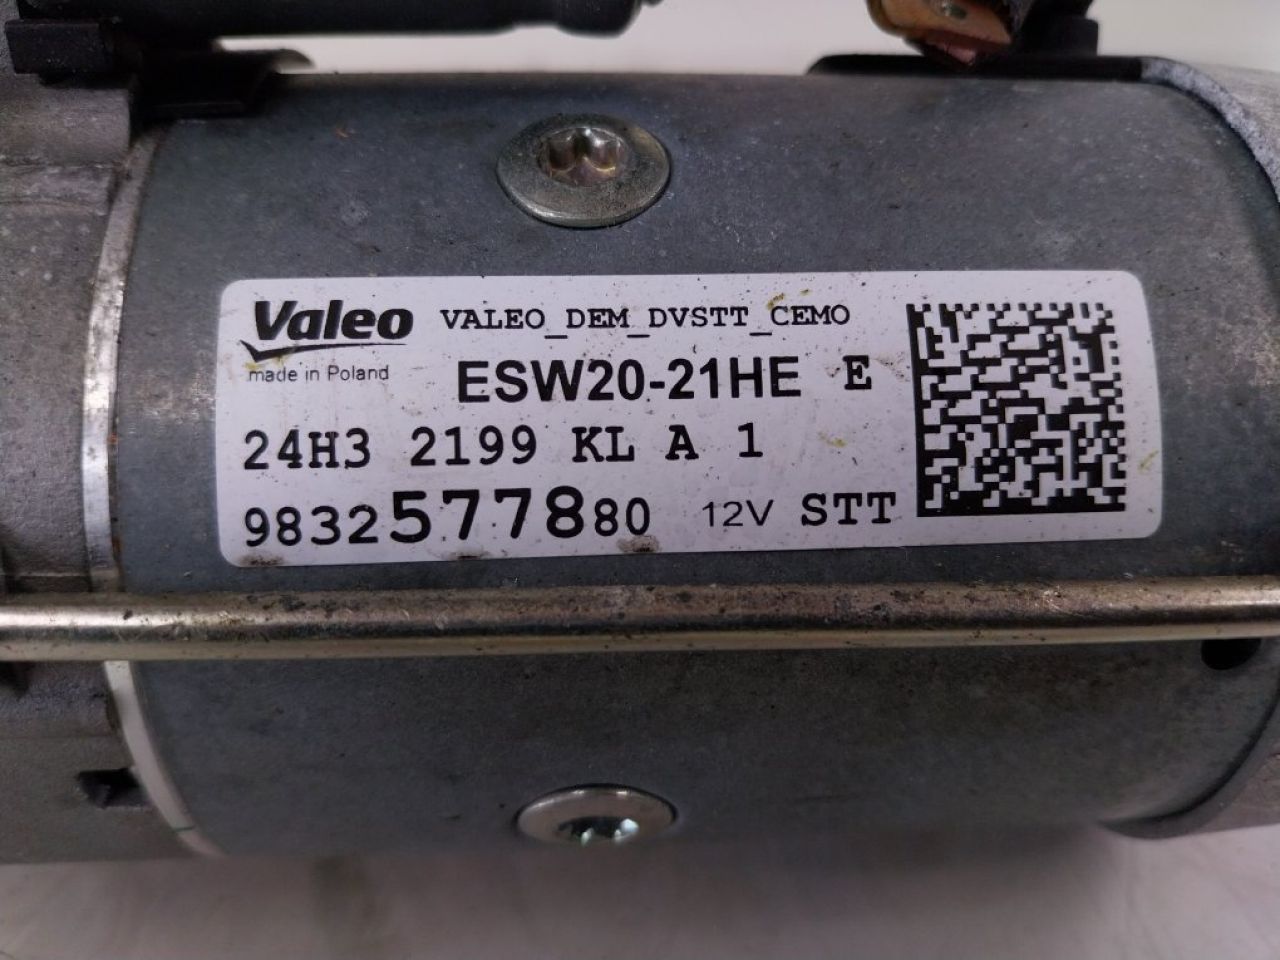 Valeo VALEO_DEM_DVSTT_CEMO
made in Poland ESW20-21HE E
24H3 2199 KL A 1
9832577880 12V STT